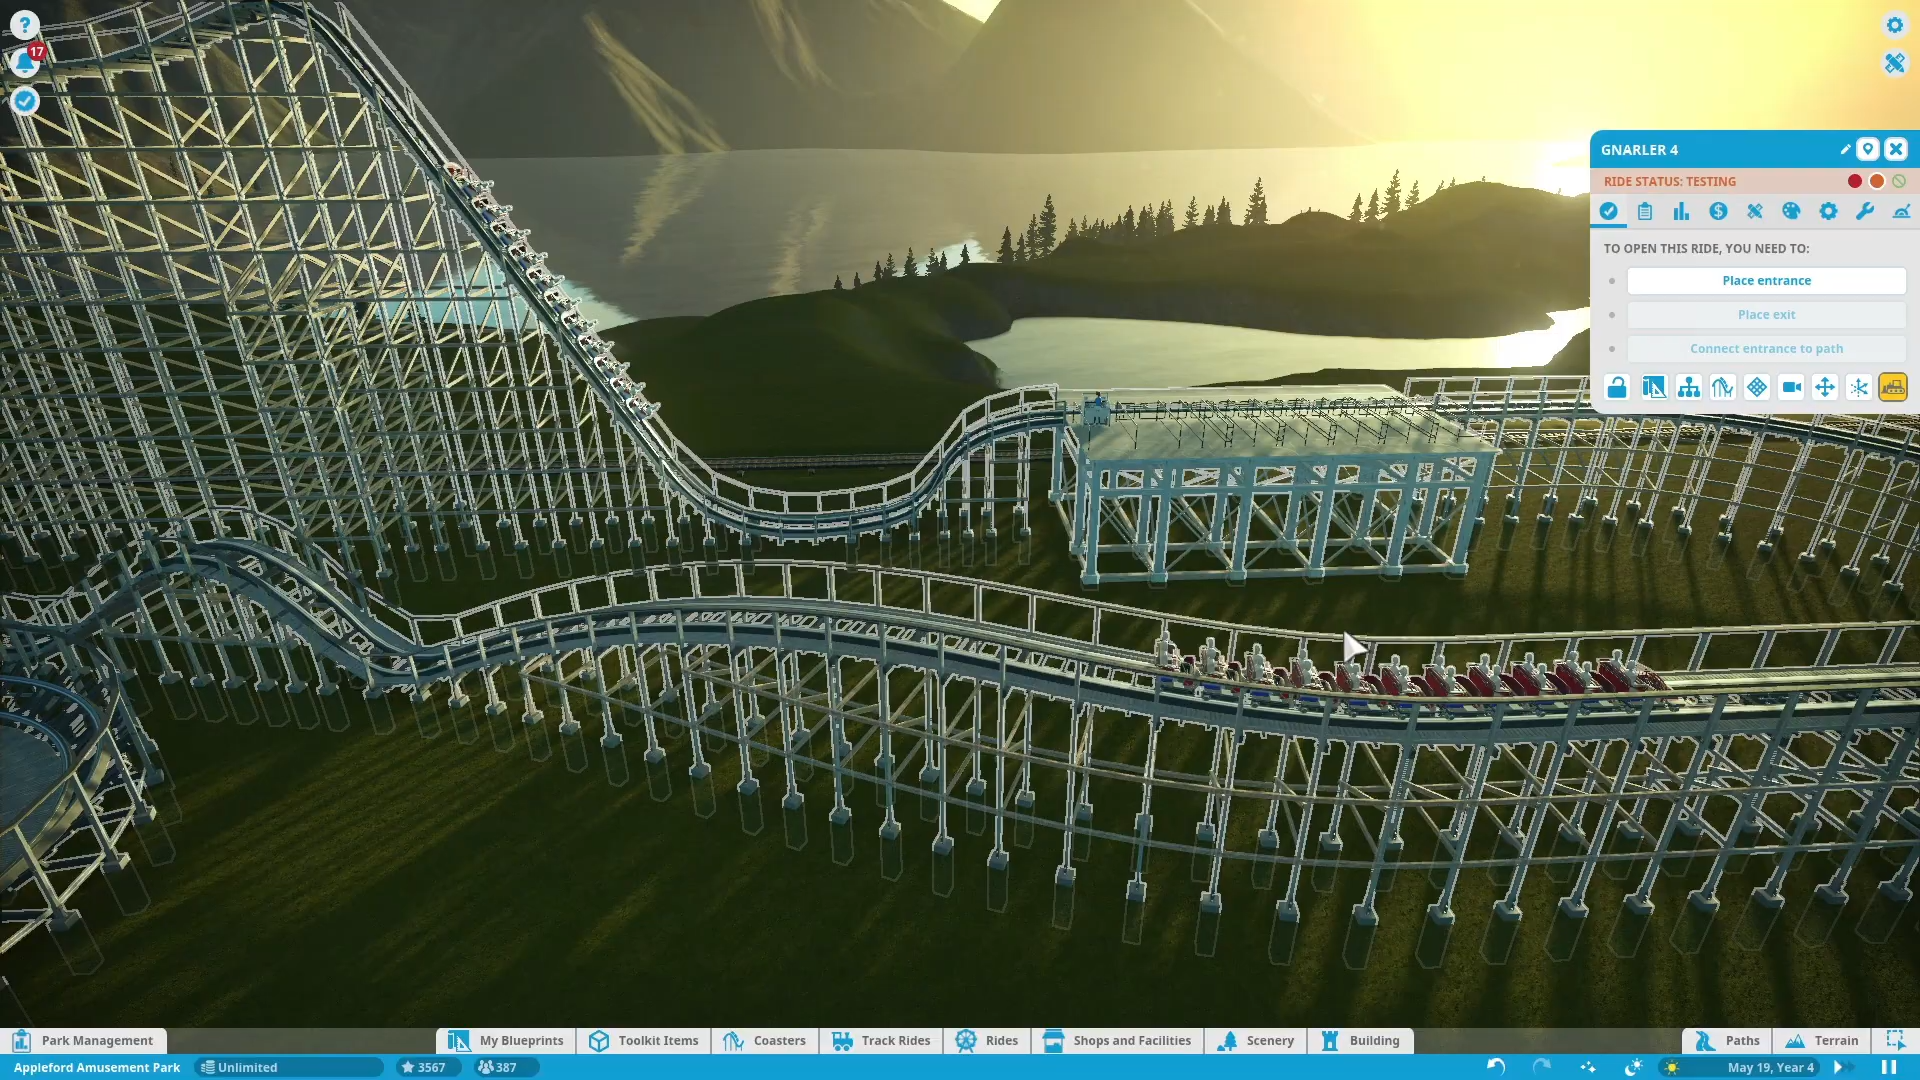 ?
17
GNARLER 4
RIDE STATUS: TESTING
TO OPEN THIS RIDE, YOU NEED TO:
Place entrance
Place exit
Connect entrance to path
Park Management
My Blueprints
Toolkit Items
Coasters
Track Rides
Rides
Shops and Facilities
Scenery
Building
Paths
Terrain
Appleford Amusement Park
Unlimited
3567
387
May 19, Year 4